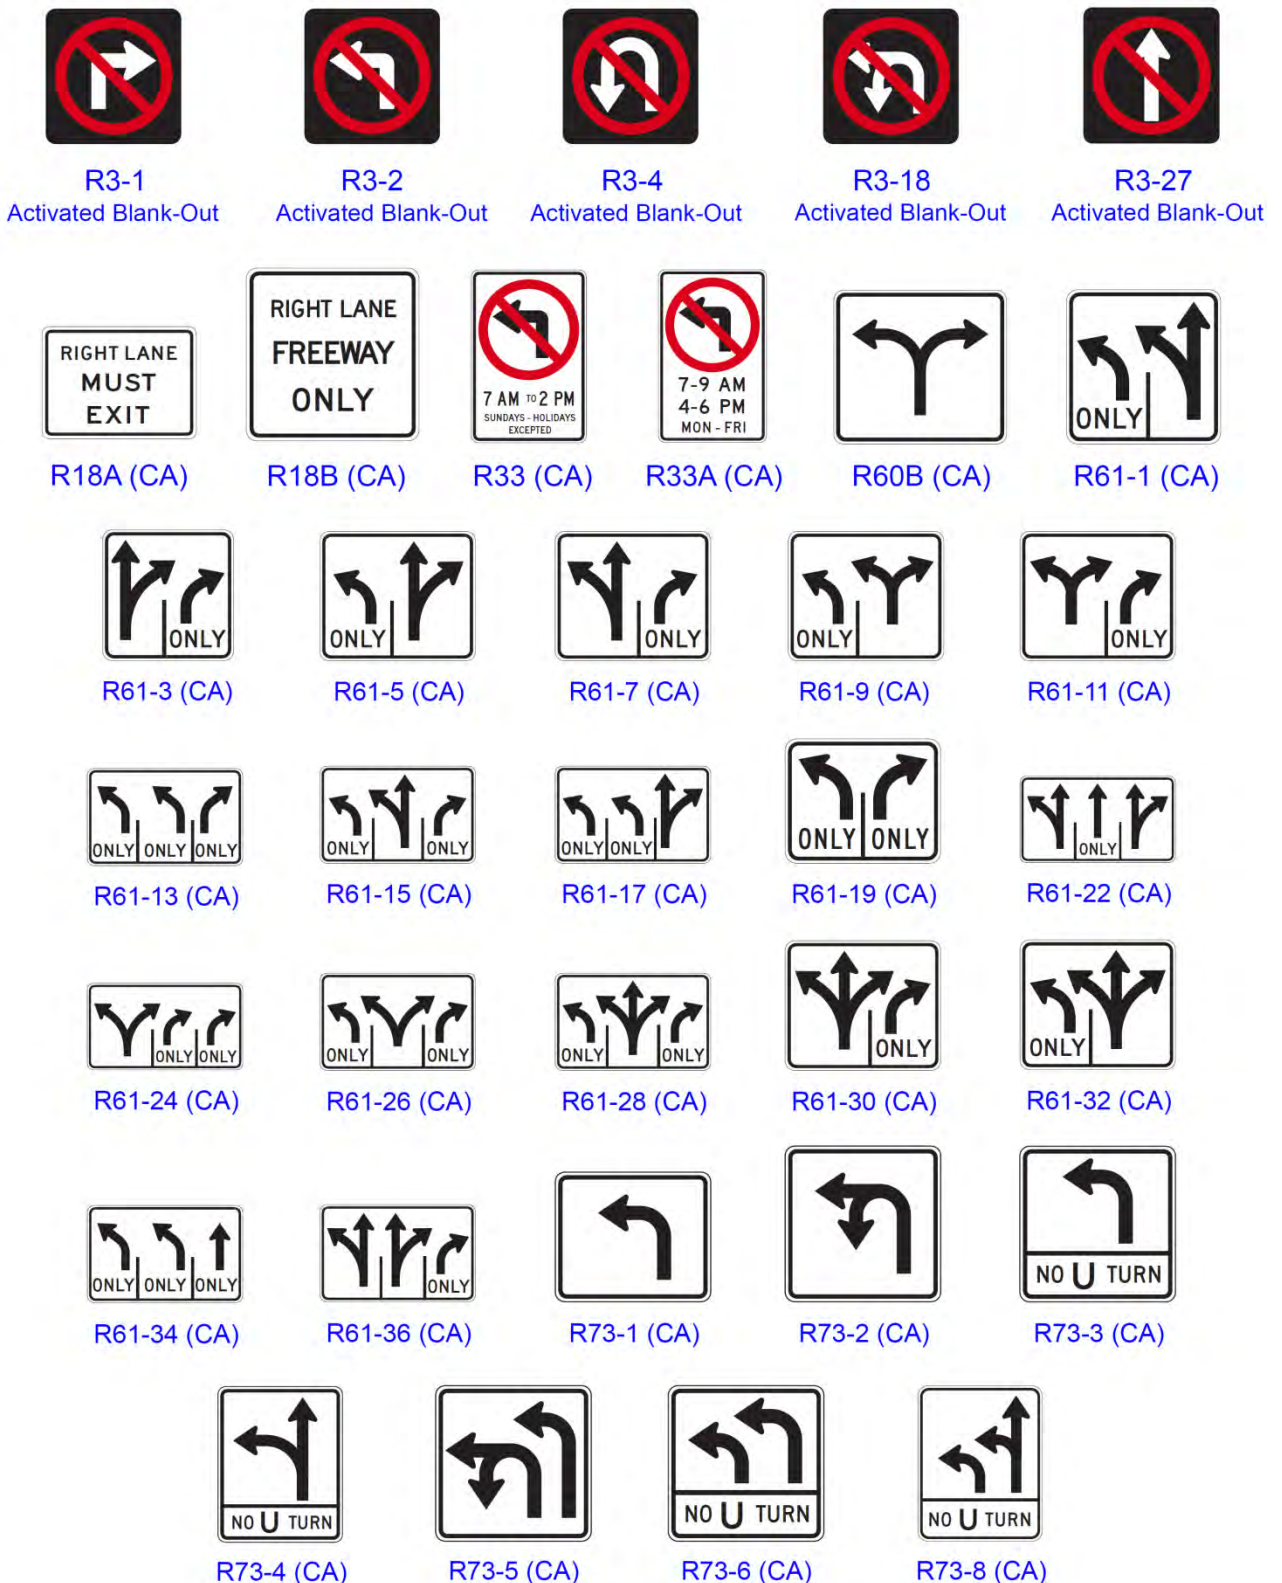 R3-1 R3-2 R3-4 R3-18 R3-27
Activated Blank-Out Activated Blank-Out Activated Blank-Out Activated Blank-Out Activated Blank-Out
RIGHT LANE
MUST
EXIT
RIGHT LANE
FREEWAY
ONLY
7 AM TO 2 PM
SUNDAYS - HOLIDAYS
EXCEPTED
7-9 AM
4-6 PM
MON - FRI
ONLY
R18A (CA) R18B (CA) R33 (CA) R33A (CA) R60B (CA) R61-1 (CA)
ONLY ONLY ONLY ONLY ONLY
R61-3 (CA) R61-5 (CA) R61-7 (CA) R61-9 (CA) R61-11 (CA)
ONLY ONLY ONLY ONLY ONLY ONLY ONLY ONLY ONLY ONLY
R61-13 (CA) R61-15 (CA) R61-17 (CA) R61-19 (CA) R61-22 (CA)
ONLY ONLY ONLY ONLY ONLY ONLY ONLY ONLY
R61-24 (CA) R61-26 (CA) R61-28 (CA) R61-30 (CA) R61-32 (CA)
ONLY ONLY ONLY ONLY NO U TURN
R61-34 (CA) R61-36 (CA) R73-1 (CA) R73-2 (CA) R73-3 (CA)
NO U TURN NO U TURN NO U TURN
R73-4 (CA) R73-5 (CA) R73-6 (CA) R73-8 (CA)